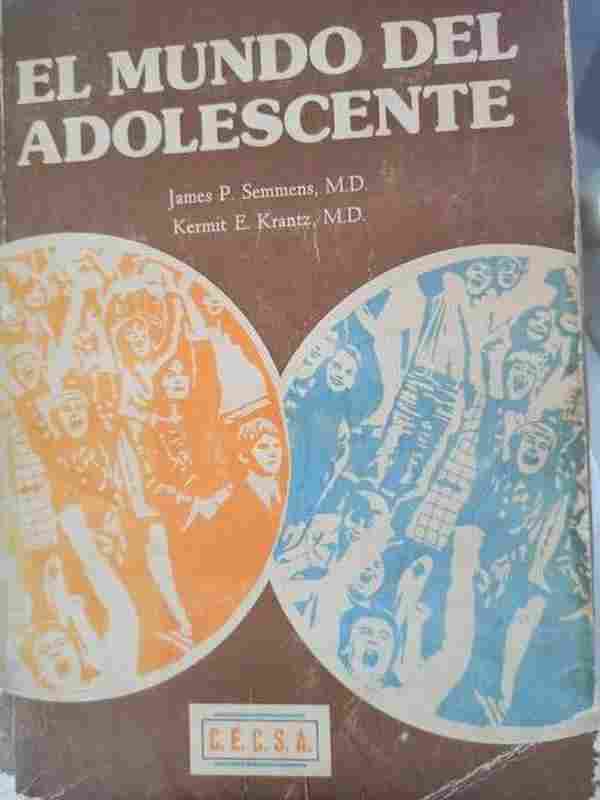 EL MUNDO DEL
ADOLESCENTE
James P. Semmens, M.D.
Kermit E. Krantz, M.D.
C.E.C.S.A.